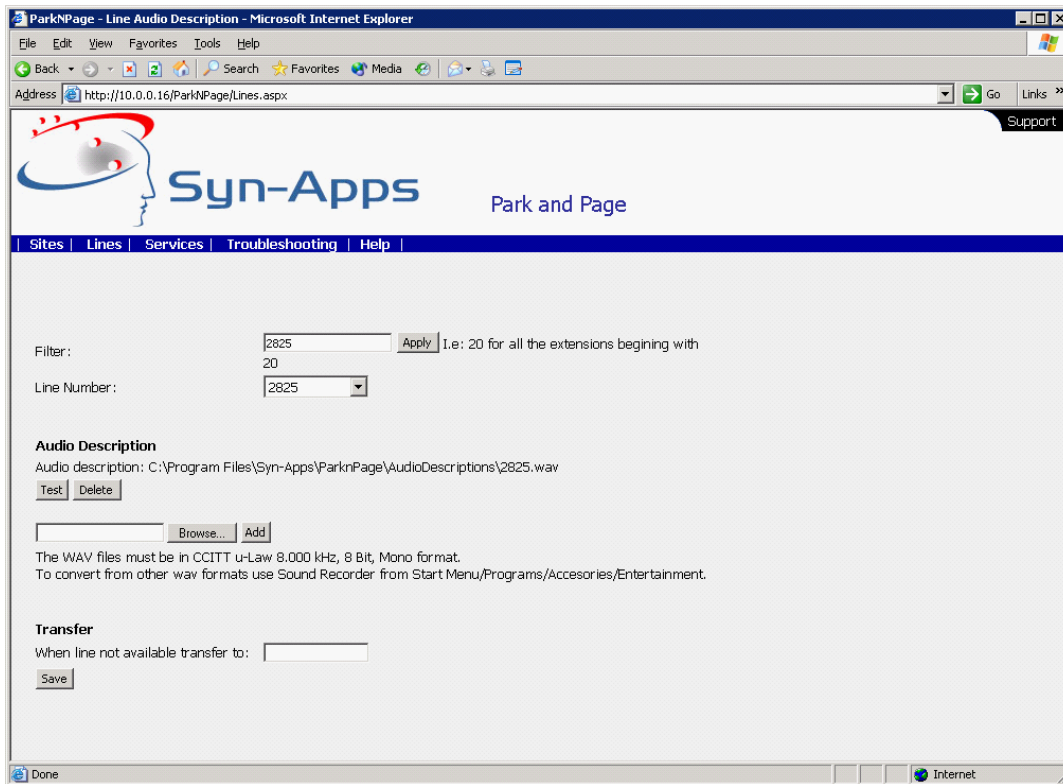 ParkNPage - Line Audio Description - Microsoft Internet Explorer
File Edit View Favorites Tools Help
Back Search Favorites Media
Address http://10.0.0.16/ParkNPage/Lines.aspx Go Links »
Support
Syn-Apps
Park and Page
| Sites | Lines | Services | Troubleshooting | Help |
Filter: 2825 Apply I.e: 20 for all the extensions begining with
20
Line Number: 2825
Audio Description
Audio description: C:\Program Files\Syn-Apps\ParknPage\AudioDescriptions\2825.wav
Test Delete
Browse... Add
The WAV files must be in CCITT u-Law 8.000 kHz, 8 Bit, Mono format.
To convert from other wav formats use Sound Recorder from Start Menu/Programs/Accesories/Entertainment.
Transfer
When line not available transfer to:
Save
Done Internet